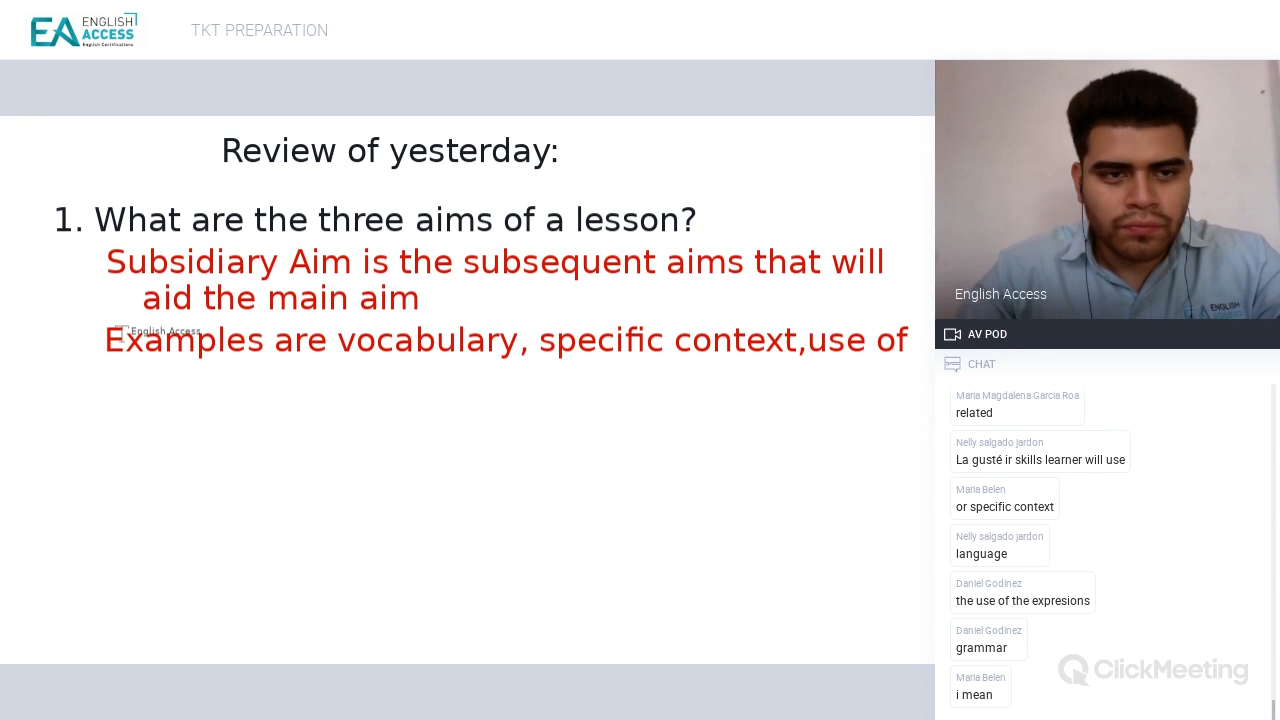 EA ENGLISH
ACCESS
English Certifications
TKT PREPARATION
Review of yesterday:
1. What are the three aims of a lesson?
Subsidiary Aim is the subsequent aims that will
aid the main aim
English Access
Examples are vocabulary, specific context,use of
ENGLISH
English Access
AV POD
CHAT
Maria Magdalena Garcia Roa
related
Nelly salgado jardon
La gusté ir skills learner will use
Maria Belen
or specific context
Nelly salgado jardon
language
Daniel Godínez
the use of the expresions
Daniel Godínez
grammar
Maria Belen
i mean
ClickMeeting